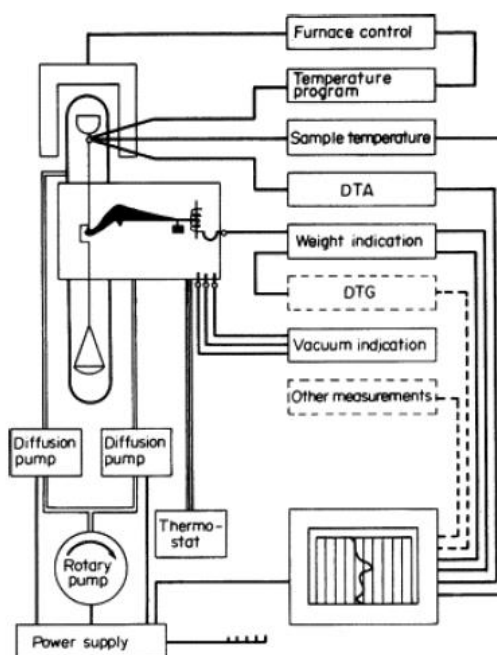 Furnace control
Temperature
program
Sample temperature
DTA
Weight indication
DTG
Vacuum indication
Other measurements
Diffusion
pump
Diffusion
pump
Thermo-
stat
Rotary
pump
Power supply